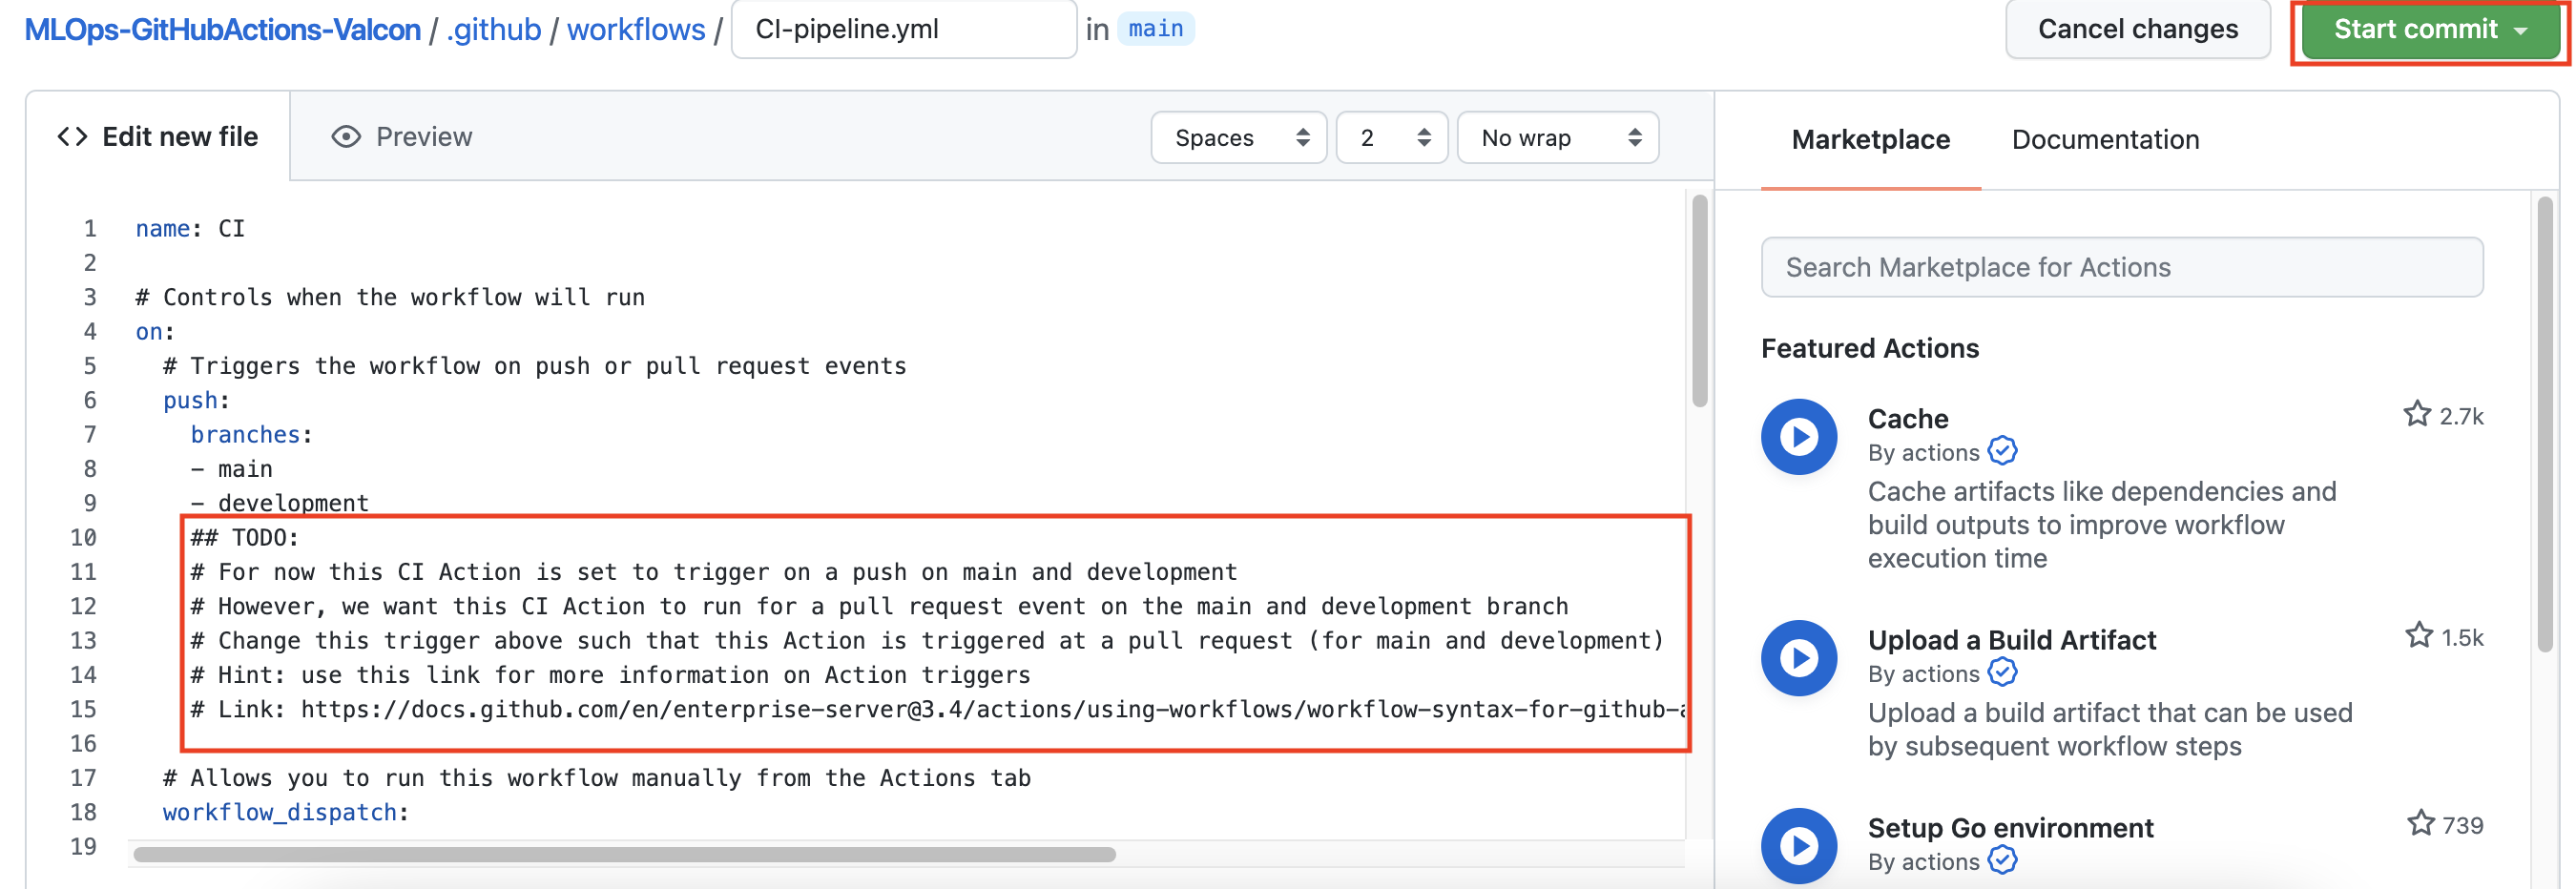 MLOps-GitHubActions-Valcon / .github / workflows / CI-pipeline.yml in main
Cancel changes
Start commit
<> Edit new file
Preview
Spaces
2
No wrap
1 name: CI
2
3 # Controls when the workflow will run
4 on:
5 # Triggers the workflow on push or pull request events
6 push:
7 branches:
8 - main
9 - development
10 ## TODO:
11 # For now this CI Action is set to trigger on a push on main and development
12 # However, we want this CI Action to run for a pull request event on the main and development branch
13 # Change this trigger above such that this Action is triggered at a pull request (for main and development)
14 # Hint: use this link for more information on Action triggers
15 # Link: https://docs.github.com/en/enterprise-server@3.4/actions/using-workflows/workflow-syntax-for-github-a
16
17 # Allows you to run this workflow manually from the Actions tab
18 workflow_dispatch:
19
Marketplace
Documentation
Search Marketplace for Actions
Featured Actions
Cache
2.7k
By actions
Cache artifacts like dependencies and
build outputs to improve workflow
execution time
Upload a Build Artifact
1.5k
By actions
Upload a build artifact that can be used
by subsequent workflow steps
Setup Go environment
739
By actions